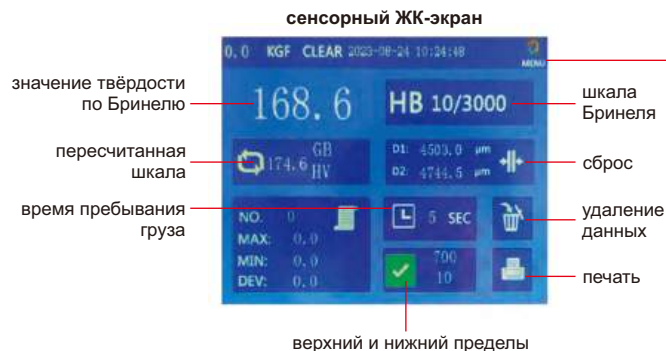 сенсорный ЖК-экран
0.0 KGF CLEAR 2023-08-24 10:24:48 MENU
значение твёрдости по Бринелю
168.6
HB 10/3000
шкала Бринеля
пересчитанная шкала
174.6 GB HV
D1: 4503.0 µm
D2: 4744.5 µm
сброс
время пребывания груза
NO. 0
MAX: 0.0
MIN: 0.0
DEV: 0.0
5 SEC
удаление данных
700
10
печать
верхний и нижний пределы